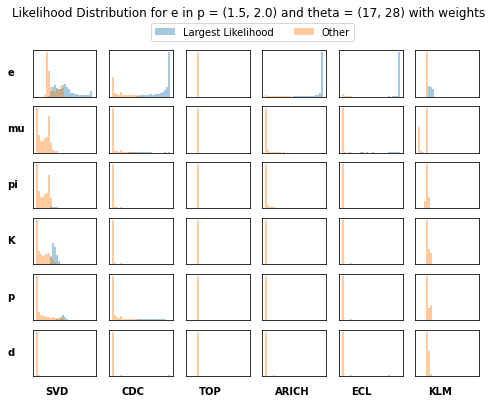 Likelihood Distribution for e in p = (1.5, 2.0) and theta = (17, 28) with weights
Largest Likelihood Other
e
mu
pi
K
p
d
SVD CDC TOP ARICH ECL KLM